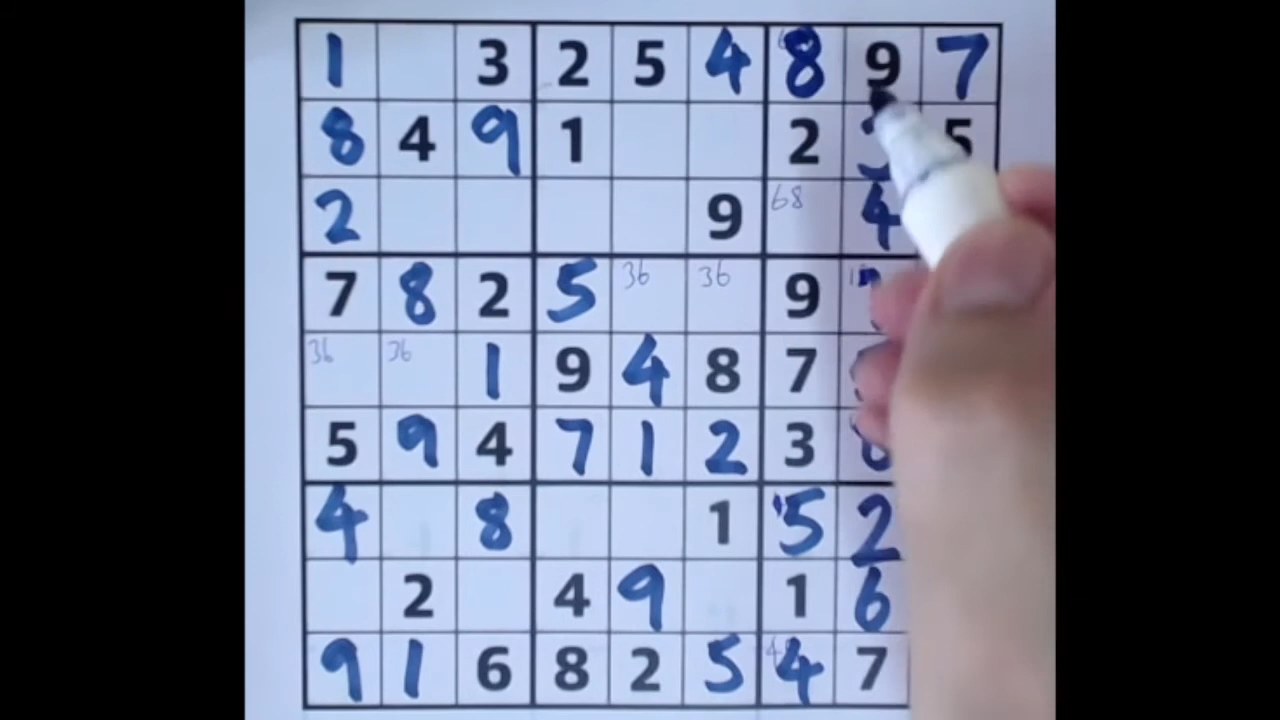 1 3 2 5 4 8 9 7
8 4 9 1 2 5
2 9 68 4
7 8 2 5 36 36 9
36 36 1 9 4 8 7
5 9 4 7 1 2 3
4 8 1 5 2
2 4 9 1 6
9 1 6 8 2 5 4 7